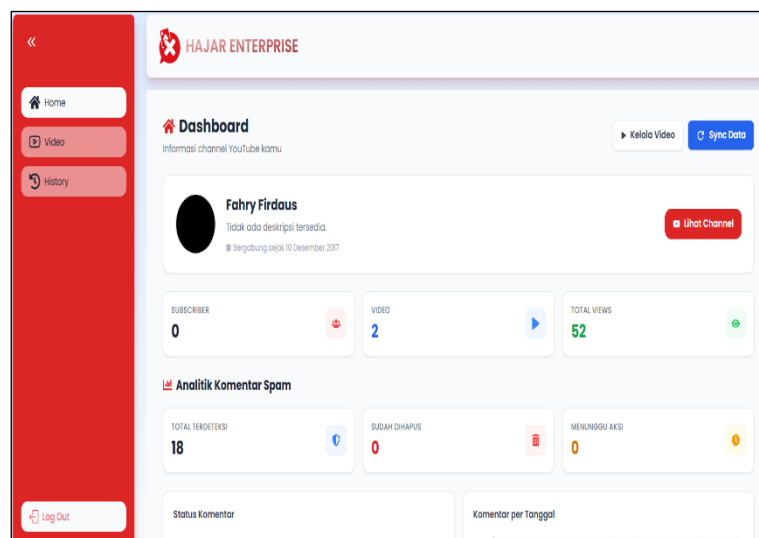 HAJAR ENTERPRISE
Home
Video
History
Log Out
Dashboard
Informasi channel YouTube kamu
Kelola Video
Sync Data
Fahry Firdaus
Tidak ada deskripsi tersedia.
Bergabung sejak 10 Desember 2017
Lihat Channel
SUBSCRIBER
0
VIDEO
2
TOTAL VIEWS
52
Analitik Komentar Spam
TOTAL TERDETEKSI
18
SUDAH DIHAPUS
0
MENUNGGU AKSI
0
Status Komentar
Komentar per Tanggal